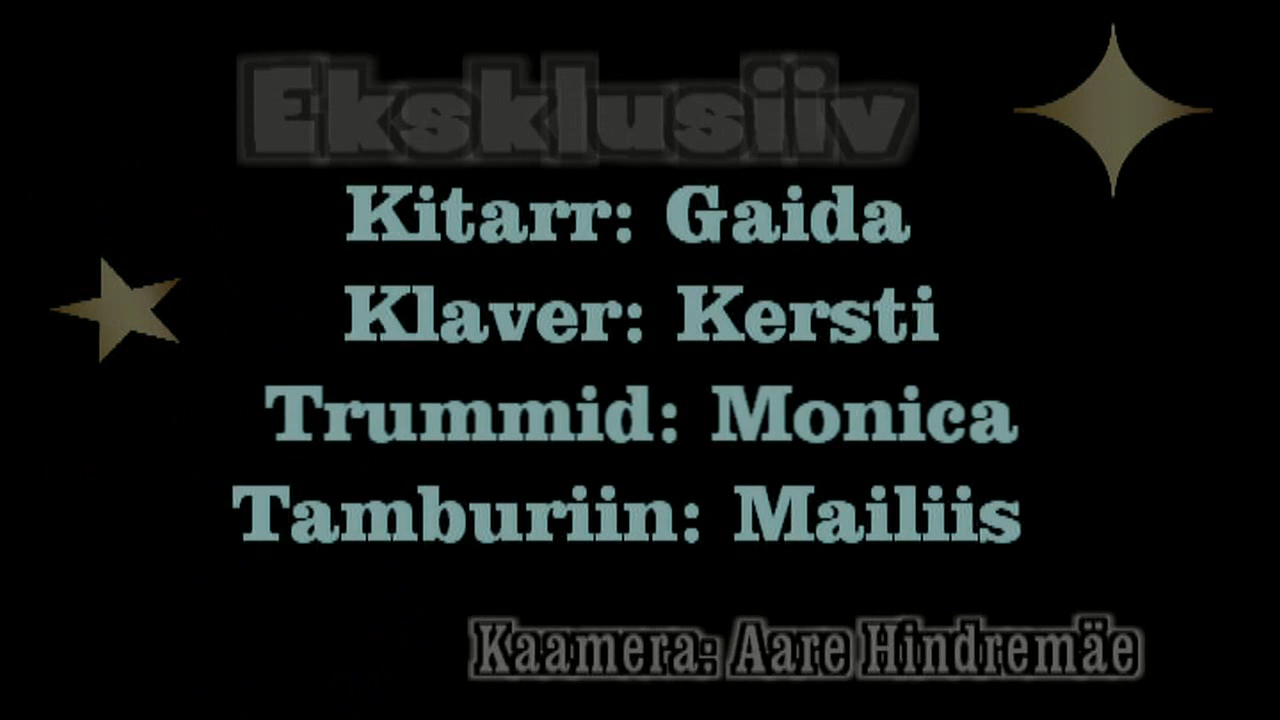 Eksklusiiv
Kitarr: Gaida
Klaver: Kersti
Trummid: Monica
Tamburiin: Mailiis
Kaamera: Aare Hindremäe